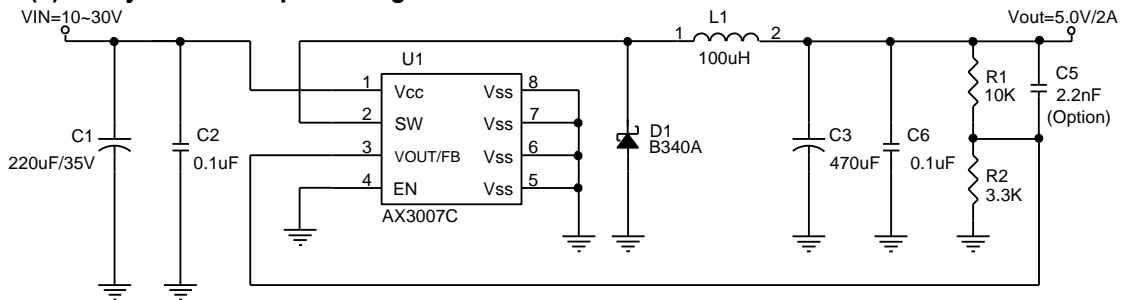 VIN=10~30V
L1
Vout=5.0V/2A
1
2
100uH
U1
1
Vcc
Vss
8
2
SW
Vss
7
3
VOUT/FB
Vss
6
4
EN
Vss
5
AX3007C
C1
220uF/35V
C2
0.1uF
D1
B340A
C3
470uF
C6
0.1uF
R1
10K
C5
2.2nF
(Option)
R2
3.3K